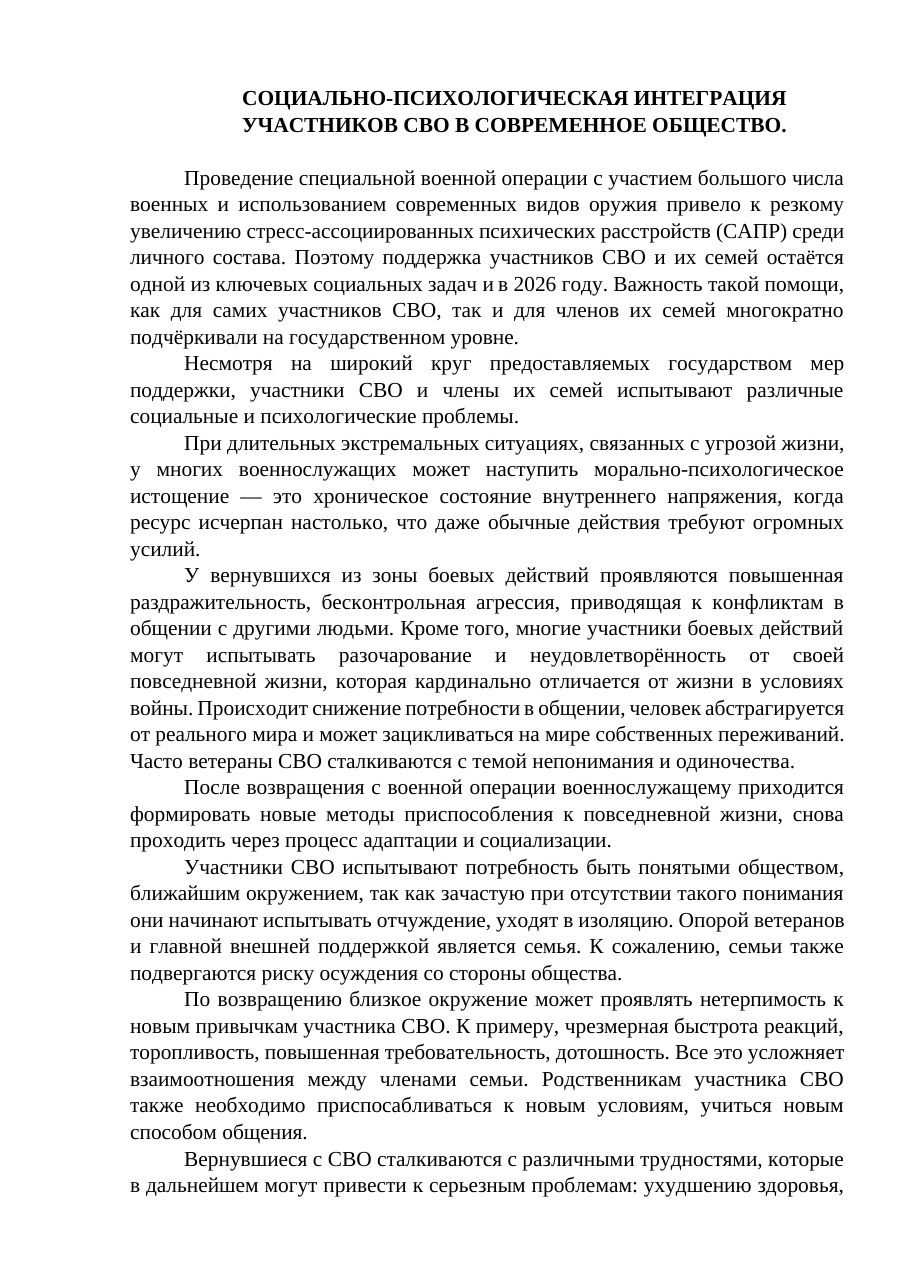 СОЦИАЛЬНО-ПСИХОЛОГИЧЕСКАЯ ИНТЕГРАЦИЯ
УЧАСТНИКОВ СВО В СОВРЕМЕННОЕ ОБЩЕСТВО.
Проведение специальной военной операции с участием большого числа
военных и использованием современных видов оружия привело к резкому
увеличению стресс-ассоциированных психических расстройств (САПР) среди
личного состава. Поэтому поддержка участников СВО и их семей остаётся
одной из ключевых социальных задач и в 2026 году. Важность такой помощи,
как для самих участников СВО, так и для членов их семей многократно
подчёркивали на государственном уровне.
Несмотря на широкий круг предоставляемых государством мер
поддержки, участники СВО и члены их семей испытывают различные
социальные и психологические проблемы.
При длительных экстремальных ситуациях, связанных с угрозой жизни,
у многих военнослужащих может наступить морально-психологическое
истощение — это хроническое состояние внутреннего напряжения, когда
ресурс исчерпан настолько, что даже обычные действия требуют огромных
усилий.
У вернувшихся из зоны боевых действий проявляются повышенная
раздражительность, бесконтрольная агрессия, приводящая к конфликтам в
общении с другими людьми. Кроме того, многие участники боевых действий
могут испытывать разочарование и неудовлетворённость от своей
повседневной жизни, которая кардинально отличается от жизни в условиях
войны. Происходит снижение потребности в общении, человек абстрагируется
от реального мира и может зацикливаться на мире собственных переживаний.
Часто ветераны СВО сталкиваются с темой непонимания и одиночества.
После возвращения с военной операции военнослужащему приходится
формировать новые методы приспособления к повседневной жизни, снова
проходить через процесс адаптации и социализации.
Участники СВО испытывают потребность быть понятыми обществом,
ближайшим окружением, так как зачастую при отсутствии такого понимания
они начинают испытывать отчуждение, уходят в изоляцию. Опорой ветеранов
и главной внешней поддержкой является семья. К сожалению, семьи также
подвергаются риску осуждения со стороны общества.
По возвращению близкое окружение может проявлять нетерпимость к
новым привычкам участника СВО. К примеру, чрезмерная быстрота реакций,
торопливость, повышенная требовательность, дотошность. Все это усложняет
взаимоотношения между членами семьи. Родственникам участника СВО
также необходимо приспосабливаться к новым условиям, учиться новым
способом общения.
Вернувшиеся с СВО сталкиваются с различными трудностями, которые
в дальнейшем могут привести к серьезным проблемам: ухудшению здоровья,